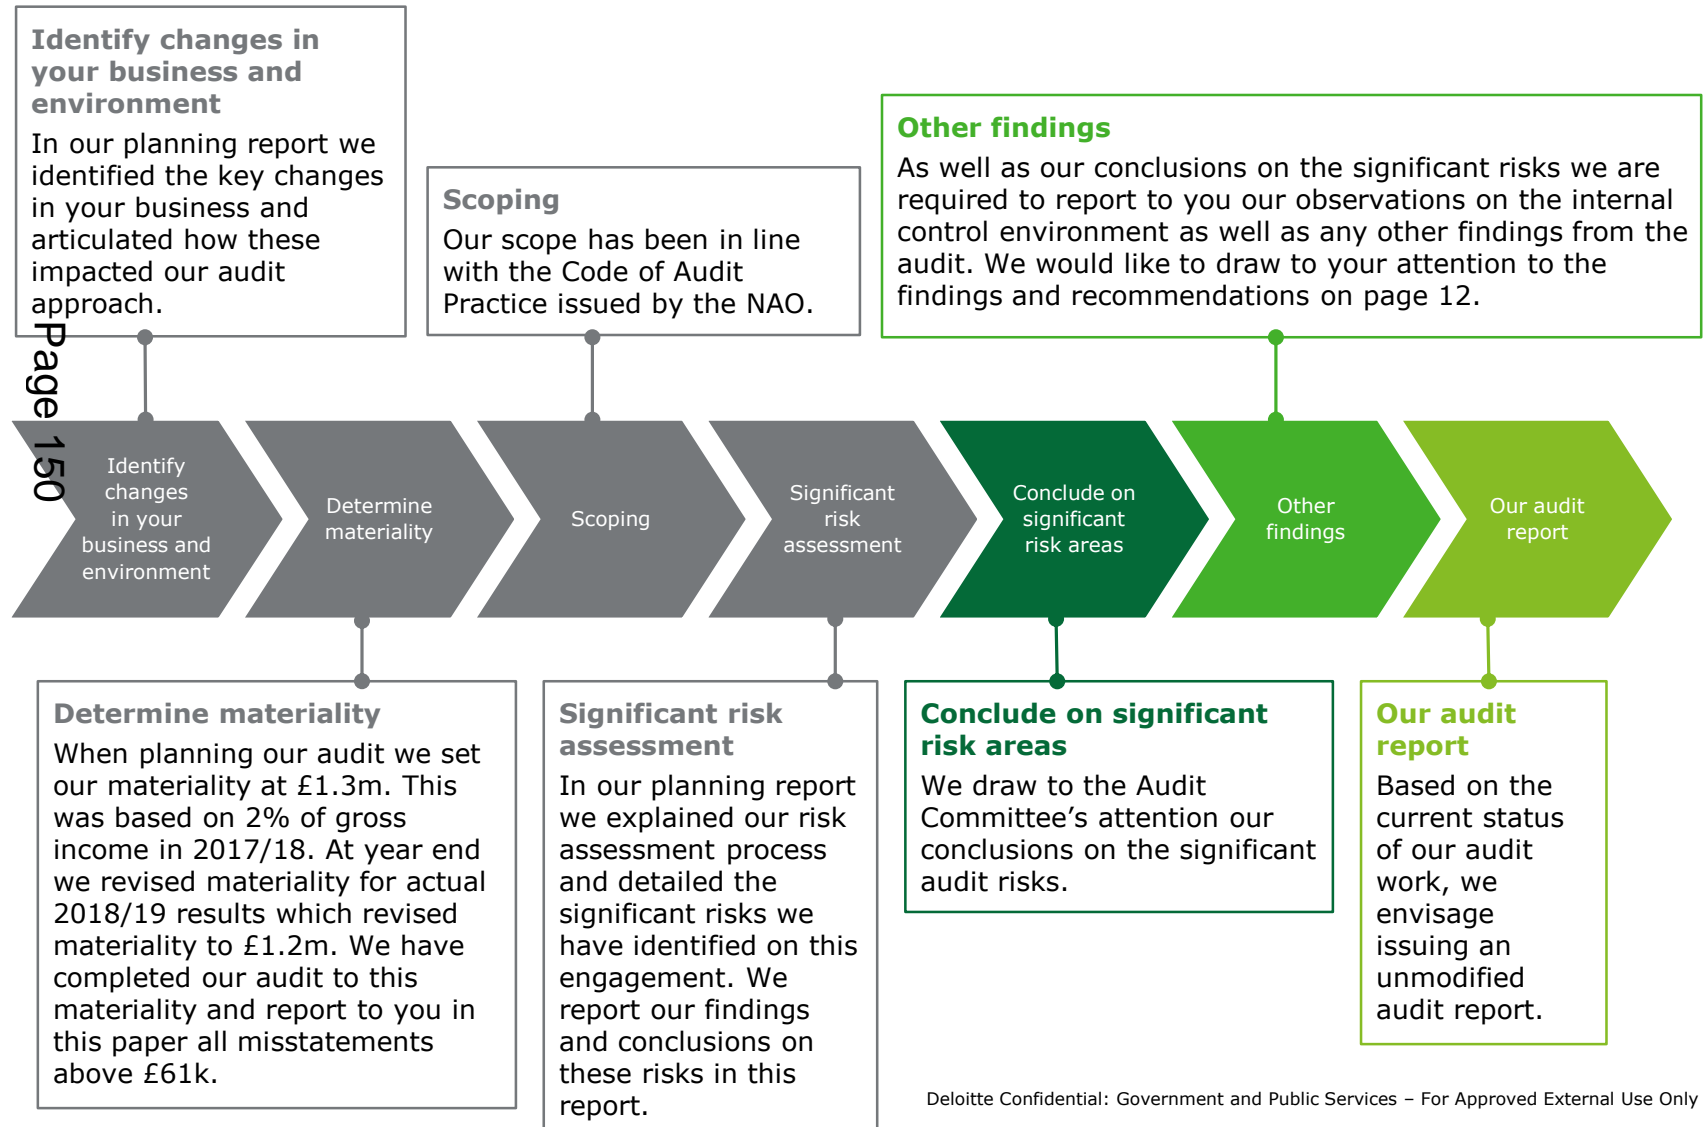 Identify changes in
your business and
environment
In our planning report we
identified the key changes
in your business and
articulated how these
impacted our audit
approach.
Scoping
Our scope has been in line
with the Code of Audit
Practice issued by the NAO.
Other findings
As well as our conclusions on the significant risks we are
required to report to you our observations on the internal
control environment as well as any other findings from the
audit. We would like to draw to your attention to the
findings and recommendations on page 12.
Page 150
Identify
changes
in your
business and
environment
Determine
materiality
Scoping
Significant
risk
assessment
Conclude on
significant
risk areas
Other
findings
Our audit
report
Determine materiality
When planning our audit we set
our materiality at £1.3m. This
was based on 2% of gross
income in 2017/18. At year end
we revised materiality for actual
2018/19 results which revised
materiality to £1.2m. We have
completed our audit to this
materiality and report to you in
this paper all misstatements
above £61k.
Significant risk
assessment
In our planning report
we explained our risk
assessment process
and detailed the
significant risks we
have identified on this
engagement. We
report our findings
and conclusions on
these risks in this
report.
Conclude on significant
risk areas
We draw to the Audit
Committee’s attention our
conclusions on the significant
audit risks.
Our audit
report
Based on the
current status
of our audit
work, we
envisage
issuing an
unmodified
audit report.
Deloitte Confidential: Government and Public Services – For Approved External Use Only